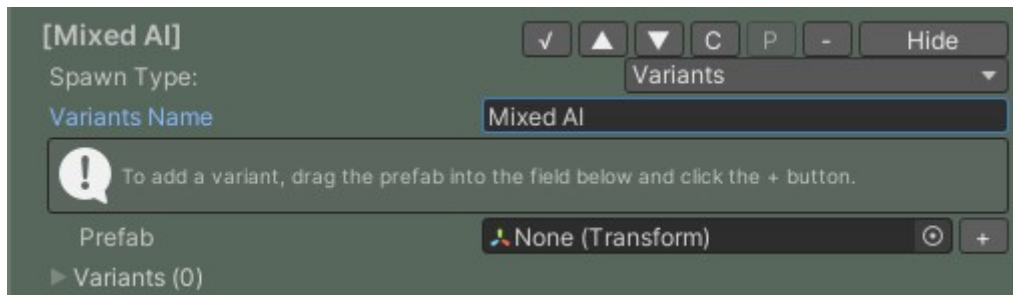 [Mixed AI] √ ▲ ▼ C P - Hide
Spawn Type: Variants
Variants Name Mixed AI
To add a variant, drag the prefab into the field below and click the + button.
Prefab None (Transform) +
Variants (0)